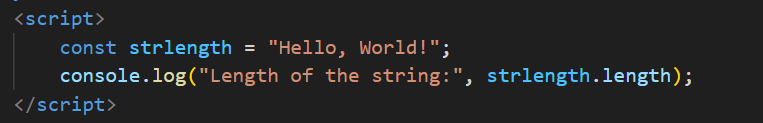 <script>
    const strlength = "Hello, World!";
    console.log("Length of the string:", strlength.length);
</script>